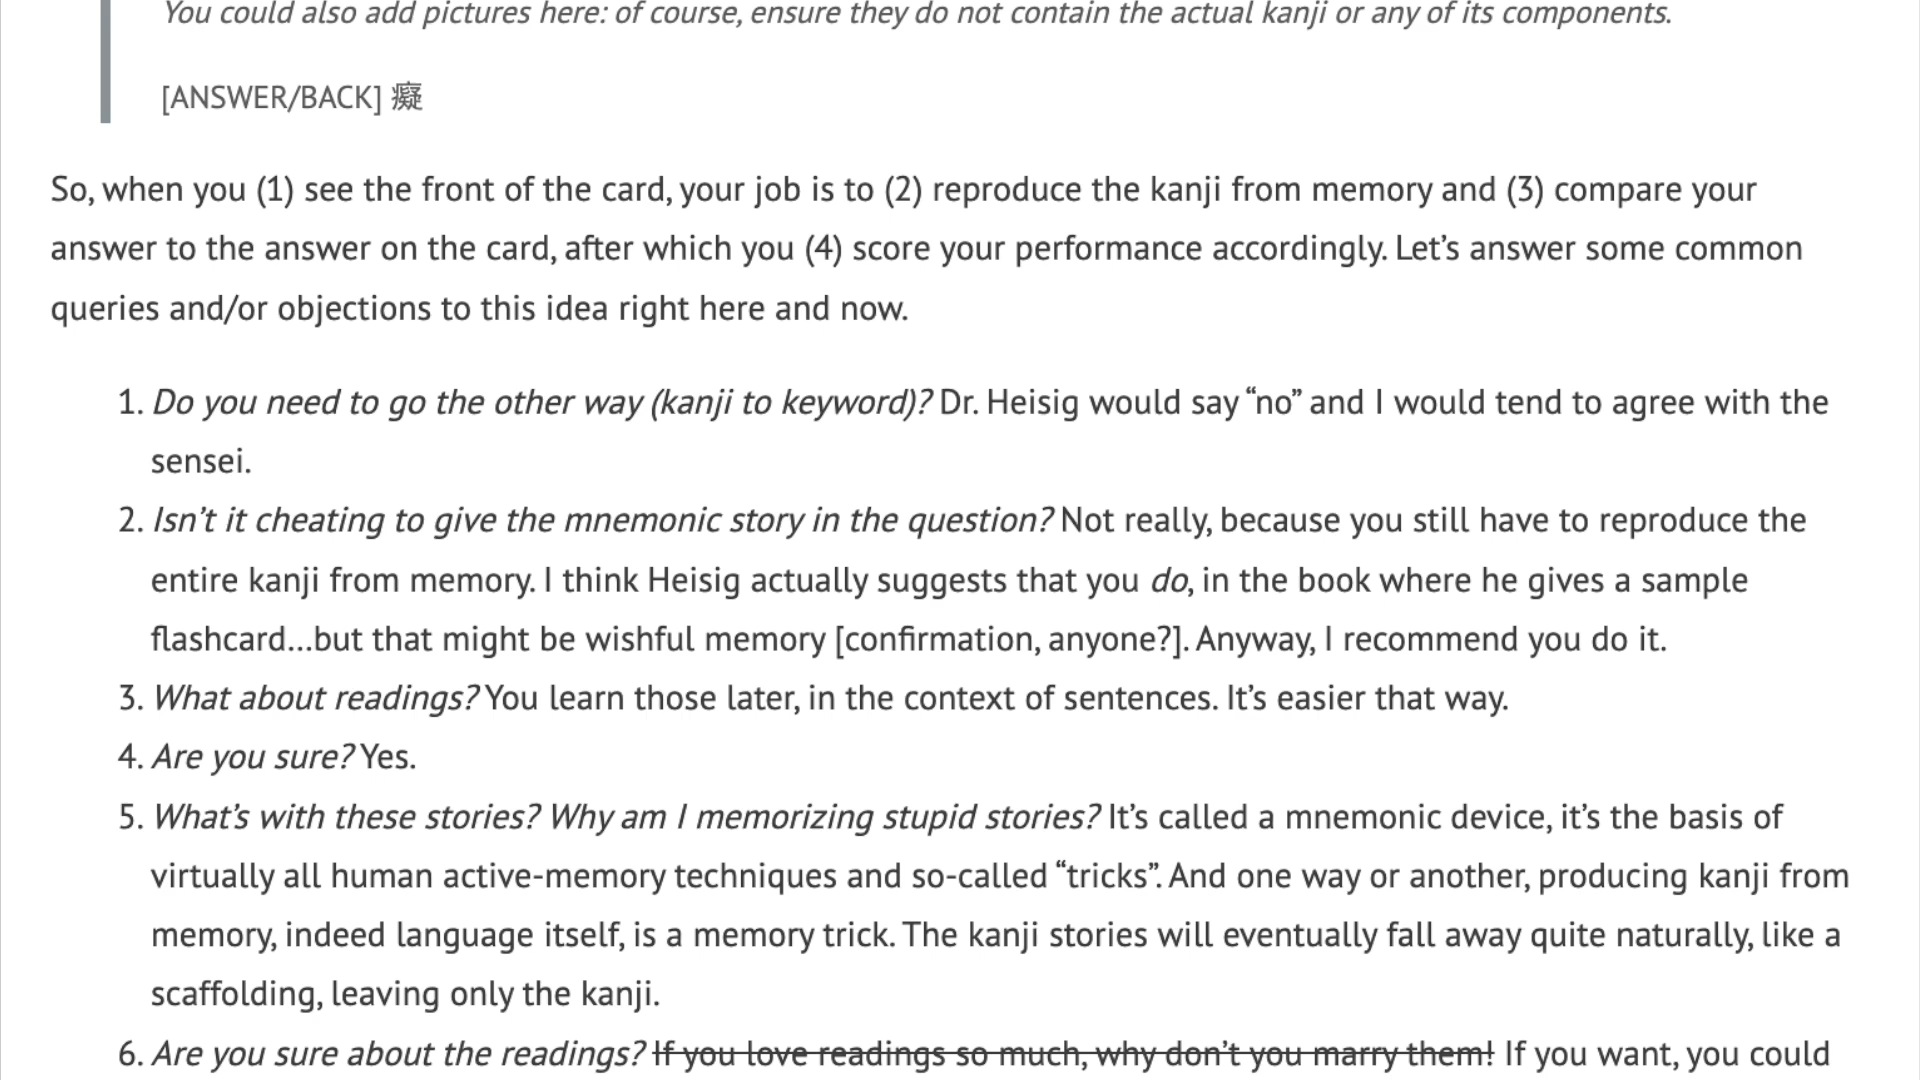 You could also add pictures here: of course, ensure they do not contain the actual kanji or any of its components.
[ANSWER/BACK] 癡
So, when you (1) see the front of the card, your job is to (2) reproduce the kanji from memory and (3) compare your
answer to the answer on the card, after which you (4) score your performance accordingly. Let’s answer some common
queries and/or objections to this idea right here and now.
1. Do you need to go the other way (kanji to keyword)? Dr. Heisig would say “no” and I would tend to agree with the
sensei.
2. Isn’t it cheating to give the mnemonic story in the question? Not really, because you still have to reproduce the
entire kanji from memory. I think Heisig actually suggests that you do, in the book where he gives a sample
flashcard…but that might be wishful memory [confirmation, anyone?]. Anyway, I recommend you do it.
3. What about readings? You learn those later, in the context of sentences. It’s easier that way.
4. Are you sure? Yes.
5. What’s with these stories? Why am I memorizing stupid stories? It’s called a mnemonic device, it’s the basis of
virtually all human active-memory techniques and so-called “tricks”. And one way or another, producing kanji from
memory, indeed language itself, is a memory trick. The kanji stories will eventually fall away quite naturally, like a
scaffolding, leaving only the kanji.
6. Are you sure about the readings? If you love readings so much, why don’t you marry them! If you want, you could